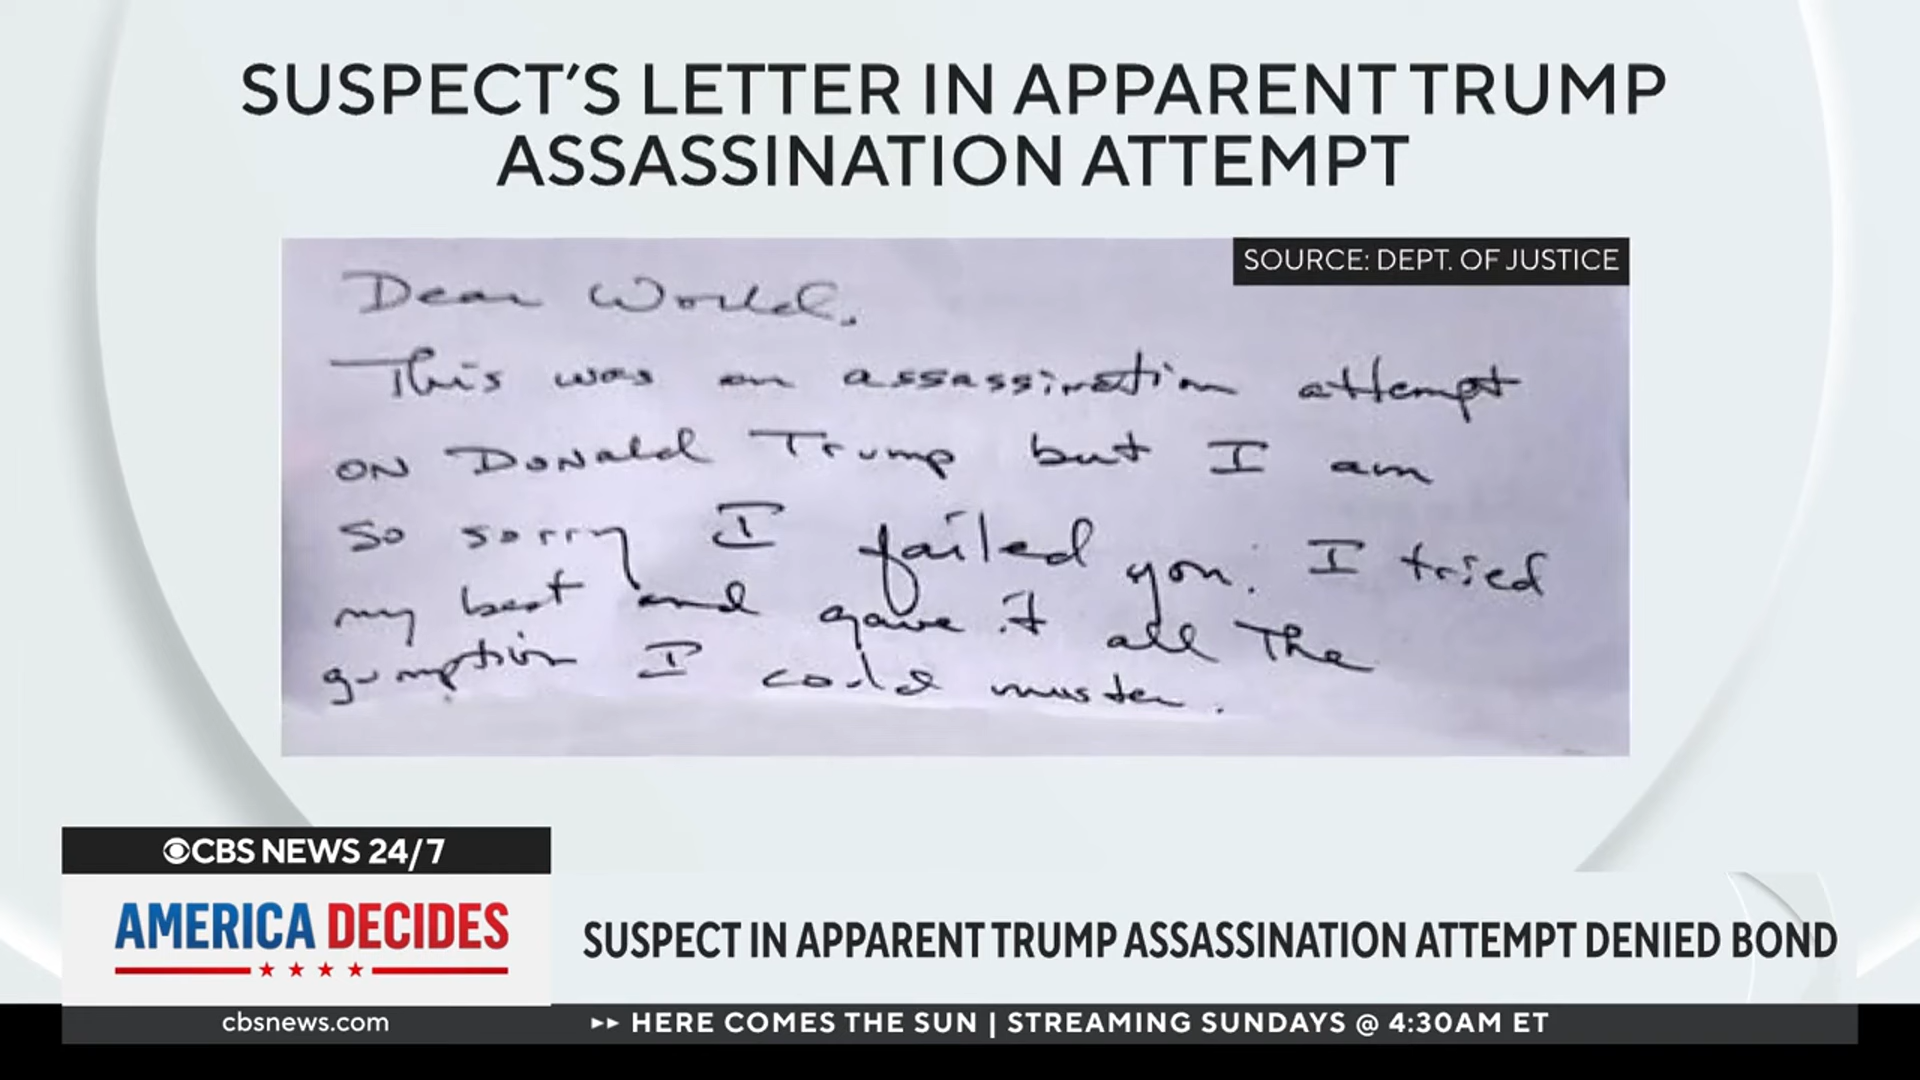 SUSPECT'S LETTER IN APPARENT TRUMP
ASSASSINATION ATTEMPT
SOURCE: DEPT. OF JUSTICE
Dear World,
This was an assassination attempt
on Donald Trump but I am
so sorry I failed you. I tried
my best and gave it all the
gumption I could muster.
CBS NEWS 24/7
AMERICA DECIDES
SUSPECT IN APPARENT TRUMP ASSASSINATION ATTEMPT DENIED BOND
cbsnews.com
HERE COMES THE SUN | STREAMING SUNDAYS @ 4:30AM ET